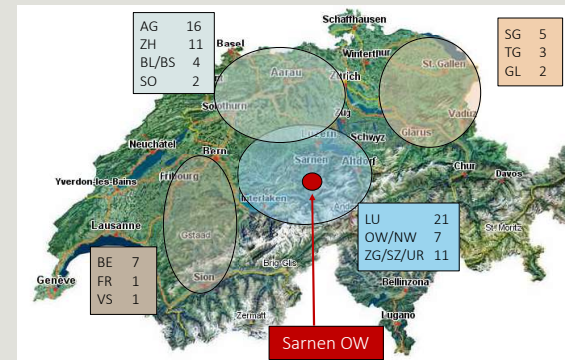 AG 16
ZH 11
BL/BS 4
SO 2
SG 5
TG 3
GL 2
Schaffhausen
Basel
Winterthur
St. Gallen
Aarau
Zürich
Solothurn
Zug
Vaduz
Neuchâtel
Luzern
Schwyz
Glarus
Bern
Sarnen
Altdorf
Chur
Davos
Yverdon-les-Bains
Fribourg
Interlaken
Lausanne
Gstaad
LU 21
OW/NW 7
ZG/SZ/UR 11
St. Moritz
BE 7
FR 1
VS 1
Genève
Sion
Brig-Glis
Bellinzona
Zermatt
Lugano
Sarnen OW